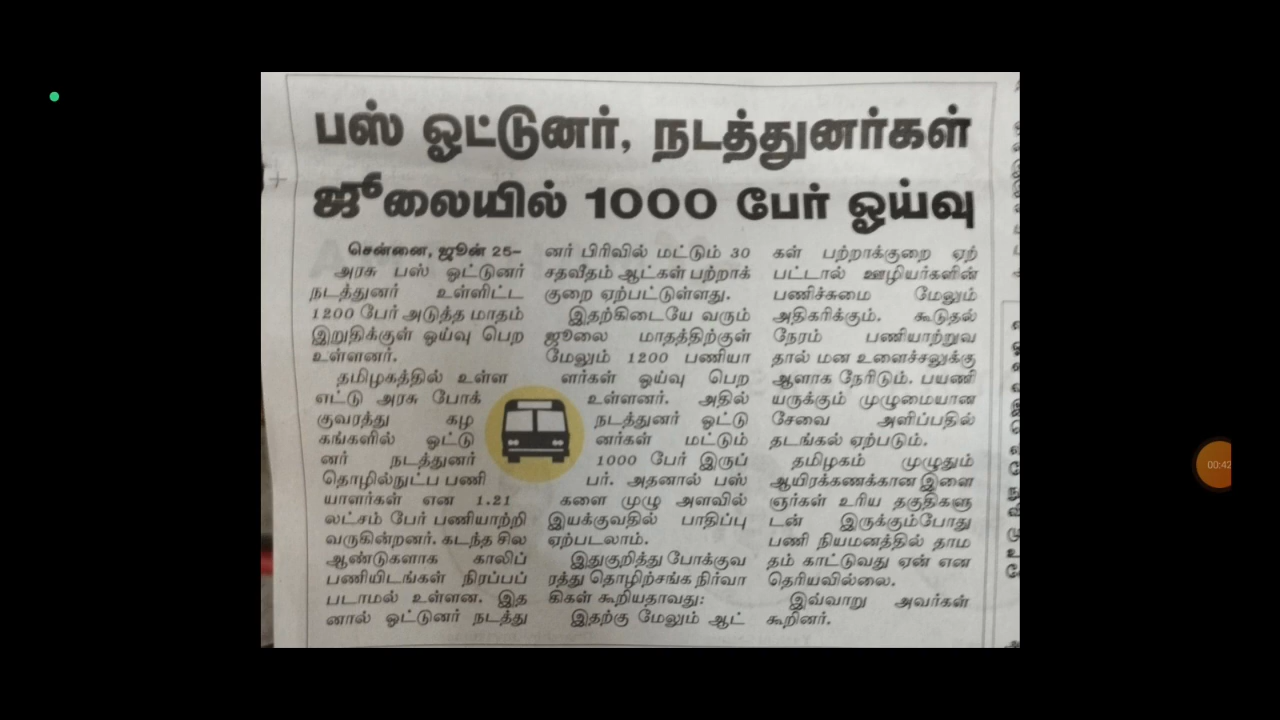 பஸ் ஓட்டுனர், நடத்துனர்கள்
ஜூலையில் 1000 பேர் ஓய்வு
சென்னை, ஜூன் 25–
அரசு பஸ் ஓட்டுனர்
நடத்துனர் உள்ளிட்ட
1200 பேர் அடுத்த மாதம்
இறுதிக்குள் ஓய்வு பெற
உள்ளனர்.
தமிழகத்தில் உள்ள
எட்டு அரசு போக்
குவரத்து கழ
கங்களில் ஓட்டு
னர் நடத்துனர்
தொழில்நுட்ப பணி
யாளர்கள் என 1.21
லட்சம் பேர் பணியாற்றி
வருகின்றனர். கடந்த சில
ஆண்டுகளாக காலிப்
பணியிடங்கள் நிரப்பப்
படாமல் உள்ளன. இத
னால் ஓட்டுனர் நடத்து
னர் பிரிவில் மட்டும் 30
சதவீதம் ஆட்கள் பற்றாக்
குறை ஏற்பட்டுள்ளது.
இதற்கிடையே வரும்
ஜூலை மாதத்திற்குள்
மேலும் 1200 பணியா
ளர்கள் ஓய்வு பெற
உள்ளனர். அதில்
நடத்துனர் ஓட்டு
னர்கள் மட்டும்
1000 பேர் இருப்
பர். அதனால் பஸ்
களை முழு அளவில்
இயக்குவதில் பாதிப்பு
ஏற்படலாம்.
இதுகுறித்து போக்குவ
ரத்து தொழிற்சங்க நிர்வா
கிகள் கூறியதாவது:
இதற்கு மேலும் ஆட்
கள் பற்றாக்குறை ஏற்
பட்டால் ஊழியர்களின்
பணிச்சுமை மேலும்
அதிகரிக்கும். கூடுதல்
நேரம் பணியாற்றுவ
தால் மன உளைச்சலுக்கு
ஆளாக நேரிடும். பயணி
யருக்கும் முழுமையான
சேவை அளிப்பதில்
தடங்கல் ஏற்படும்.
தமிழகம் முழுதும்
ஆயிரக்கணக்கான இளை
ஞர்கள் உரிய தகுதிகளு
டன் இருக்கும்போது
பணி நியமனத்தில் தாம
தம் காட்டுவது ஏன் என
தெரியவில்லை.
இவ்வாறு அவர்கள்
கூறினர்.
00:42